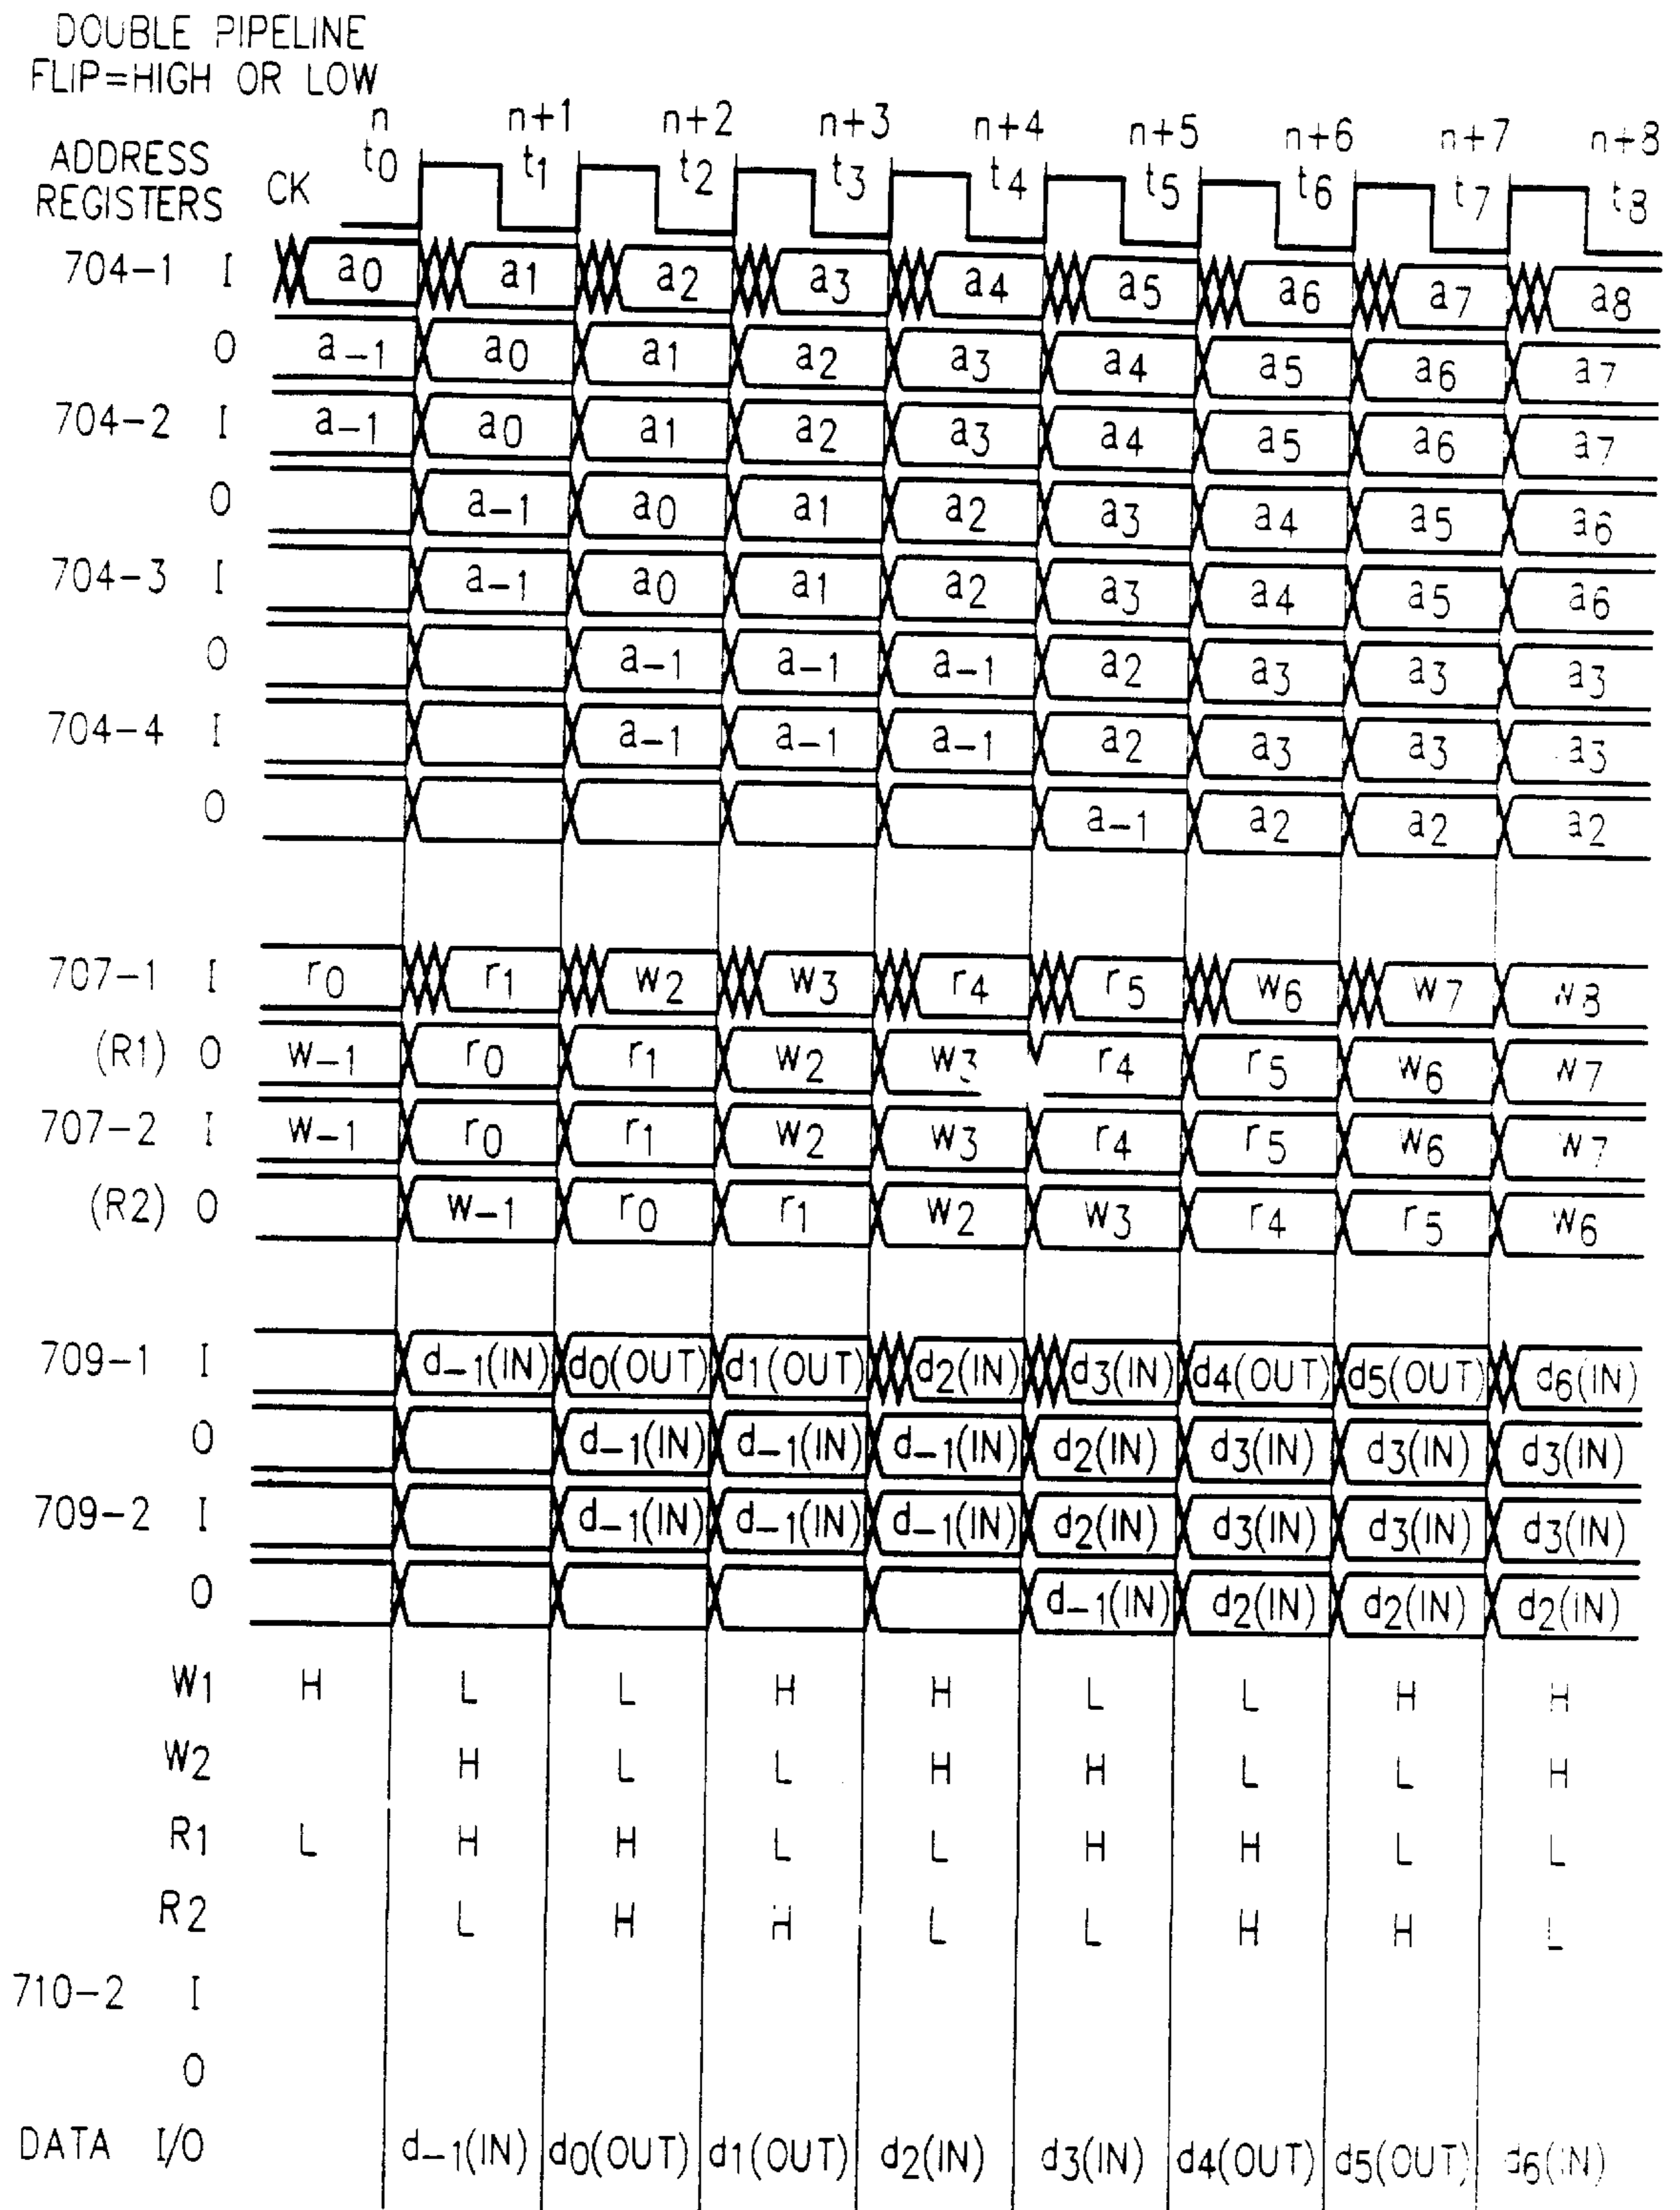 DOUBLE PIPELINE
FLIP=HIGH OR LOW
n n+1 n+2 n+3 n+4 n+5 n+6 n+7 n+8
ADDRESS
REGISTERS CK t0 t1 t2 t3 t4 t5 t6 t7 t8
704-1 I a0 a1 a2 a3 a4 a5 a6 a7 a8
O a-1 a0 a1 a2 a3 a4 a5 a6 a7
704-2 I a-1 a0 a1 a2 a3 a4 a5 a6 a7
O a-1 a0 a1 a2 a3 a4 a5 a6
704-3 I a-1 a0 a1 a2 a3 a4 a5 a6
O a-1 a-1 a-1 a2 a3 a3 a3
704-4 I a-1 a-1 a-1 a2 a3 a3 a3
O a-1 a2 a2 a2
707-1 I r0 r1 w2 w3 r4 r5 w6 w7 w8
(R1) O w-1 r0 r1 w2 w3 r4 r5 w6 w7
707-2 I w-1 r0 r1 w2 w3 r4 r5 w6 w7
(R2) O w-1 r0 r1 w2 w3 r4 r5 w6
709-1 I d-1(IN) d0(OUT) d1(OUT) d2(IN) d3(IN) d4(OUT) d5(OUT) d6(IN)
O d-1(IN) d-1(IN) d-1(IN) d2(IN) d3(IN) d3(IN) d3(IN)
709-2 I d-1(IN) d-1(IN) d-1(IN) d2(IN) d3(IN) d3(IN) d3(IN)
O d-1(IN) d2(IN) d2(IN) d2(IN)
W1 H L L H H L L H H
W2 H L L H H L L H
R1 L H H L L H H L L
R2 L H H L L H H L
710-2 I
O
DATA I/O d-1(IN) d0(OUT) d1(OUT) d2(IN) d3(IN) d4(OUT) d5(OUT) d6(IN)